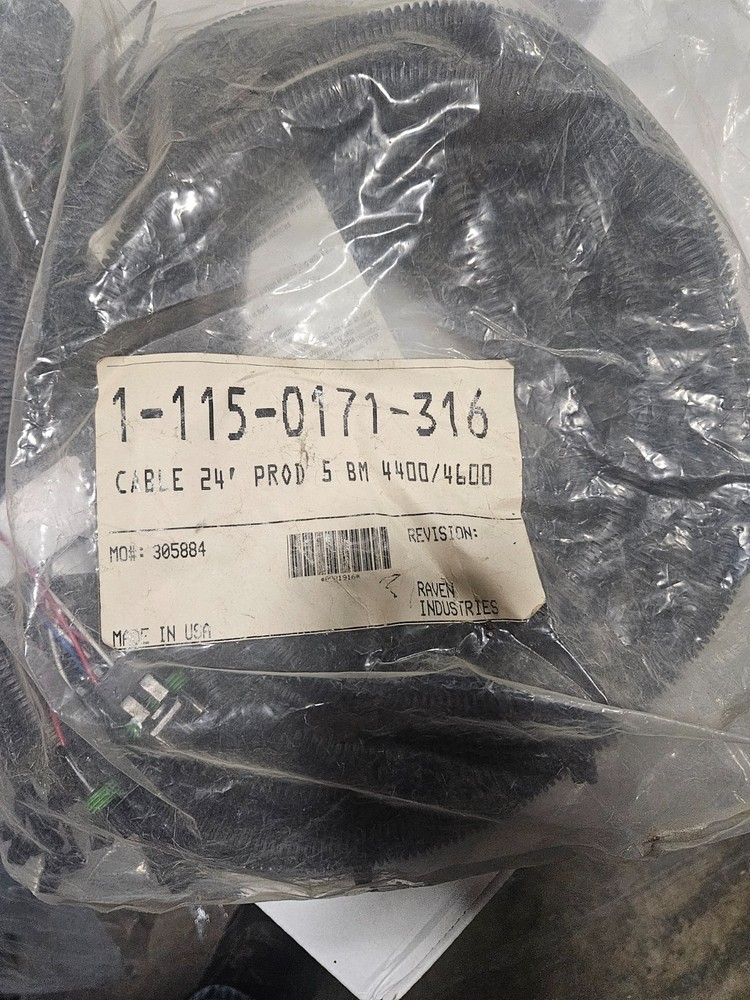 1-115-0171-316
CABLE 24' PROD 5 BM 4400/4600
MO#: 305884
REVISION:
RAVEN
INDUSTRIES
MADE IN USA